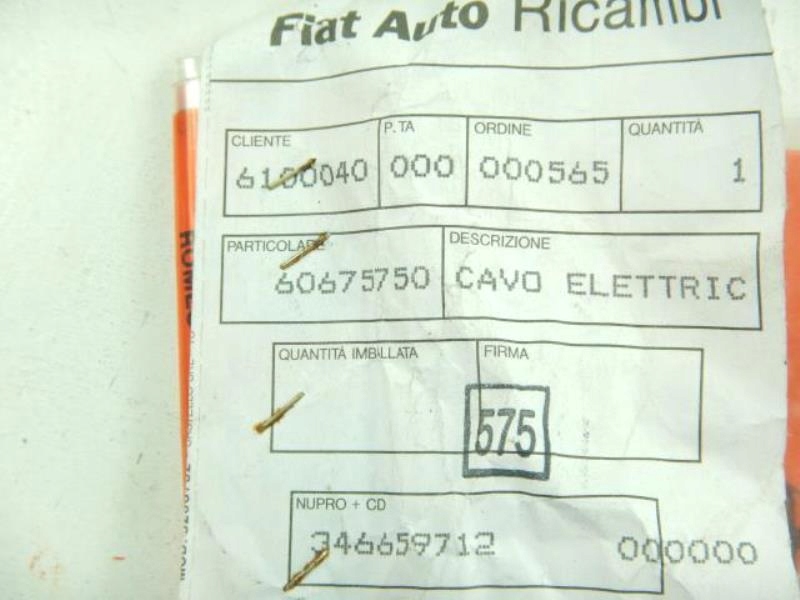 Fiat Auto Ricambi
CLIENTE P.TA ORDINE QUANTITÀ
6100040 000 000565 1
PARTICOLARE DESCRIZIONE
60675750 CAVO ELETTRIC
QUANTITÀ IMBALLATA FIRMA
575
NUPRO + CD
346659712 000000